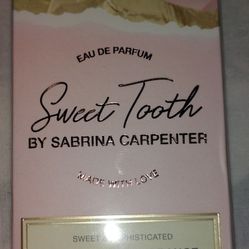 EAU DE PARFUM
Sweet Tooth
BY SABRINA CARPENTER
MADE WITH LOVE
SWEET & SOPHISTICATED